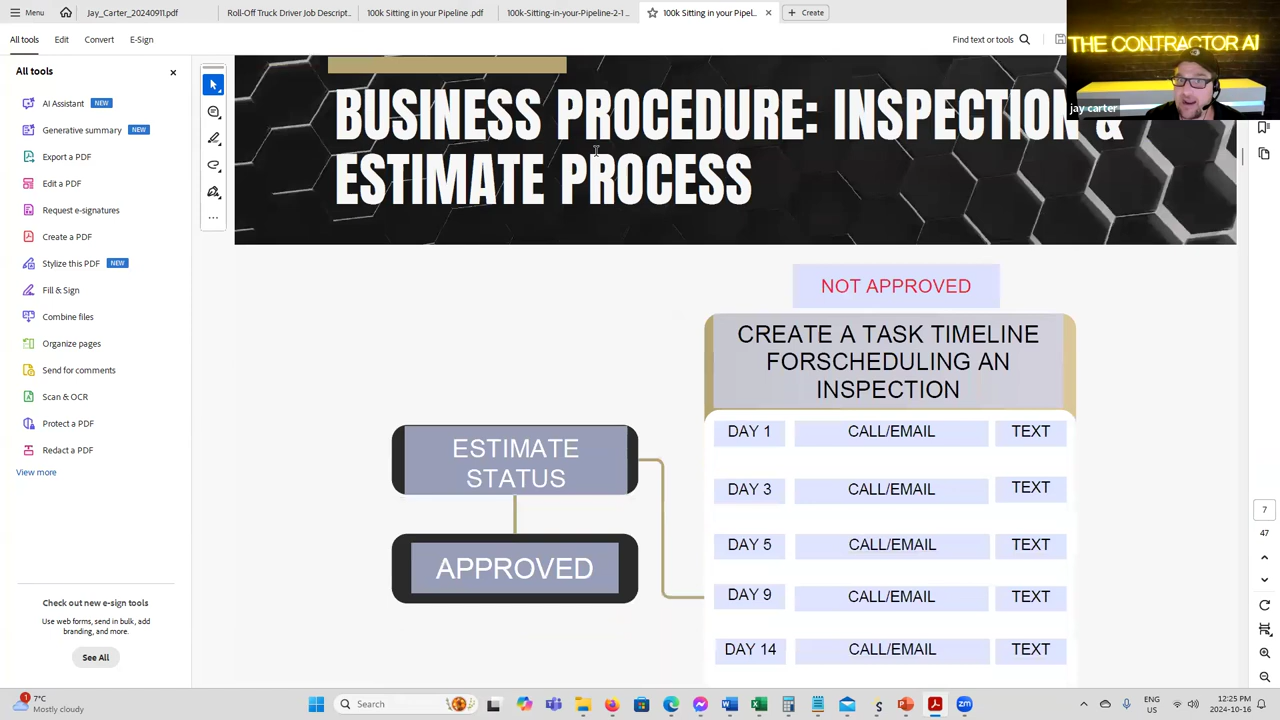 Menu
Jay_Carter_20240911.pdf
Roll-Off Truck Driver Job Descript...
100k Sitting in your Pipeline .pdf
100k-Sitting-in-your-Pipeline-2-1 ...
100k Sitting in your Pipel...
Create
All tools
Edit
Convert
E-Sign
Find text or tools
THE CONTRACTOR AI
jay carter
All tools
AI Assistant NEW
Generative summary NEW
Export a PDF
Edit a PDF
Request e-signatures
Create a PDF
Stylize this PDF NEW
Fill & Sign
Combine files
Organize pages
Send for comments
Scan & OCR
Protect a PDF
Redact a PDF
View more
Check out new e-sign tools
Use web forms, send in bulk, add
branding, and more.
See All
BUSINESS PROCEDURE: INSPECTION &
ESTIMATE PROCESS
NOT APPROVED
CREATE A TASK TIMELINE
FORSCHEDULING AN
INSPECTION
ESTIMATE
STATUS
APPROVED
DAY 1 CALL/EMAIL TEXT
DAY 3 CALL/EMAIL TEXT
DAY 5 CALL/EMAIL TEXT
DAY 9 CALL/EMAIL TEXT
DAY 14 CALL/EMAIL TEXT
7
47
1
7°C
Mostly cloudy
Search
ENG
US
12:25 PM
2024-10-16